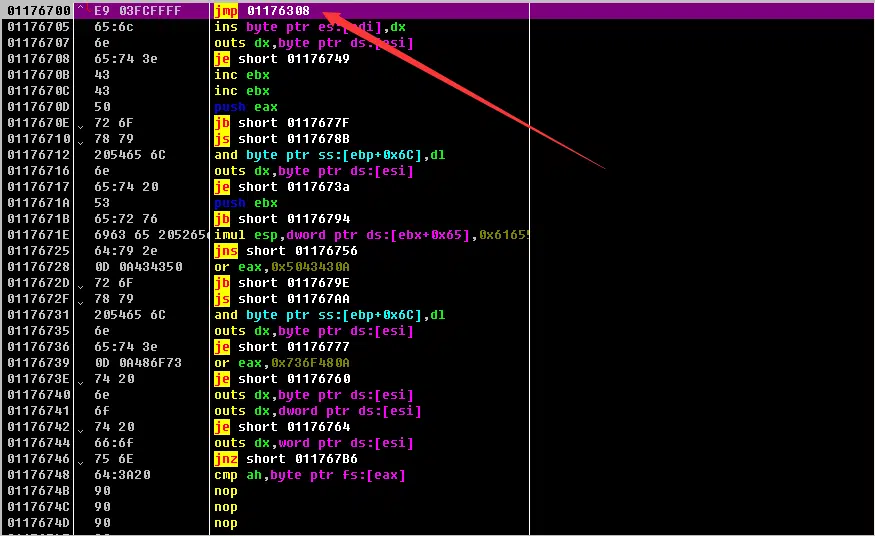 01176700 E9 03FCFFFF jmp 01176308
01176705 65:6c ins byte ptr es:[edi],dx
01176707 6e outs dx,byte ptr ds:[esi]
01176708 65:74 3e je short 01176749
0117670B 43 inc ebx
0117670C 43 inc ebx
0117670D 50 push eax
0117670E 72 6F jb short 0117677F
01176710 78 79 js short 0117678B
01176712 205465 6C and byte ptr ss:[ebp+0x6C],dl
01176716 6e outs dx,byte ptr ds:[esi]
01176717 65:74 20 je short 0117673a
0117671A 53 push ebx
0117671B 65:72 76 jb short 01176794
0117671E 6963 65 205265 imul esp,dword ptr ds:[ebx+0x65],0x6165
01176725 64:79 2e jns short 01176756
01176728 0D 0A434350 or eax,0x5043430A
0117672D 72 6F jb short 0117679E
0117672F 78 79 js short 011767AA
01176731 205465 6C and byte ptr ss:[ebp+0x6C],dl
01176735 6e outs dx,byte ptr ds:[esi]
01176736 65:74 3e je short 01176777
01176739 0D 0A486F73 or eax,0x736F480A
0117673E 74 20 je short 01176760
01176740 6e outs dx,byte ptr ds:[esi]
01176741 6f outs dx,dword ptr ds:[esi]
01176742 74 20 je short 01176764
01176744 66:6f outs dx,word ptr ds:[esi]
01176746 75 6E jnz short 011767B6
01176748 64:3A20 cmp ah,byte ptr fs:[eax]
0117674B 90 nop
0117674C 90 nop
0117674D 90 nop